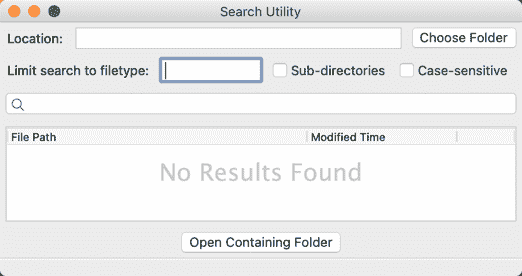 Search Utility
Location: Choose Folder
Limit search to filetype: Sub-directories Case-sensitive
File Path Modified Time
No Results Found
Open Containing Folder